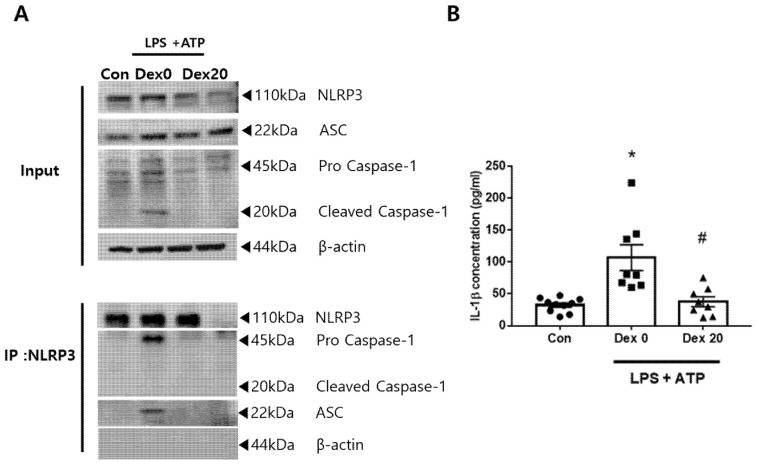 A
LPS +ATP
Con Dex0 Dex20
Input
110kDa NLRP3
22kDa ASC
45kDa Pro Caspase-1
20kDa Cleaved Caspase-1
44kDa β-actin
IP :NLRP3
110kDa NLRP3
45kDa Pro Caspase-1
20kDa Cleaved Caspase-1
22kDa ASC
44kDa β-actin
B
IL-1β concentration (pg/ml)
250
200
150
100
50
0
*
#
Con Dex 0 Dex 20
LPS + ATP